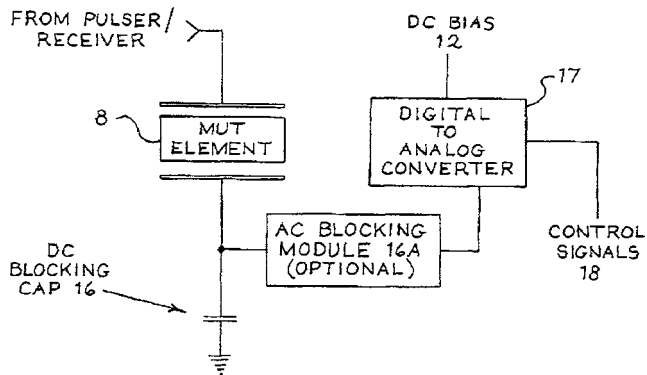 FROM PULSER/
RECEIVER
DC BIAS
12
17
8
MUT
ELEMENT
DIGITAL
TO
ANALOG
CONVERTER
AC BLOCKING
MODULE 16A
(OPTIONAL)
DC
BLOCKING
CAP 16
CONTROL
SIGNALS
18